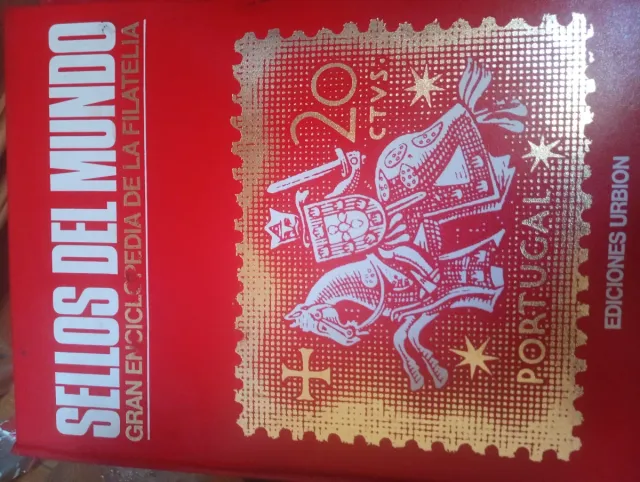 SELLOS DEL MUNDO
GRAN ENCICLOPEDIA DE LA FILATELIA
20
CTVS.
PORTUGAL
EDICIONES URBION